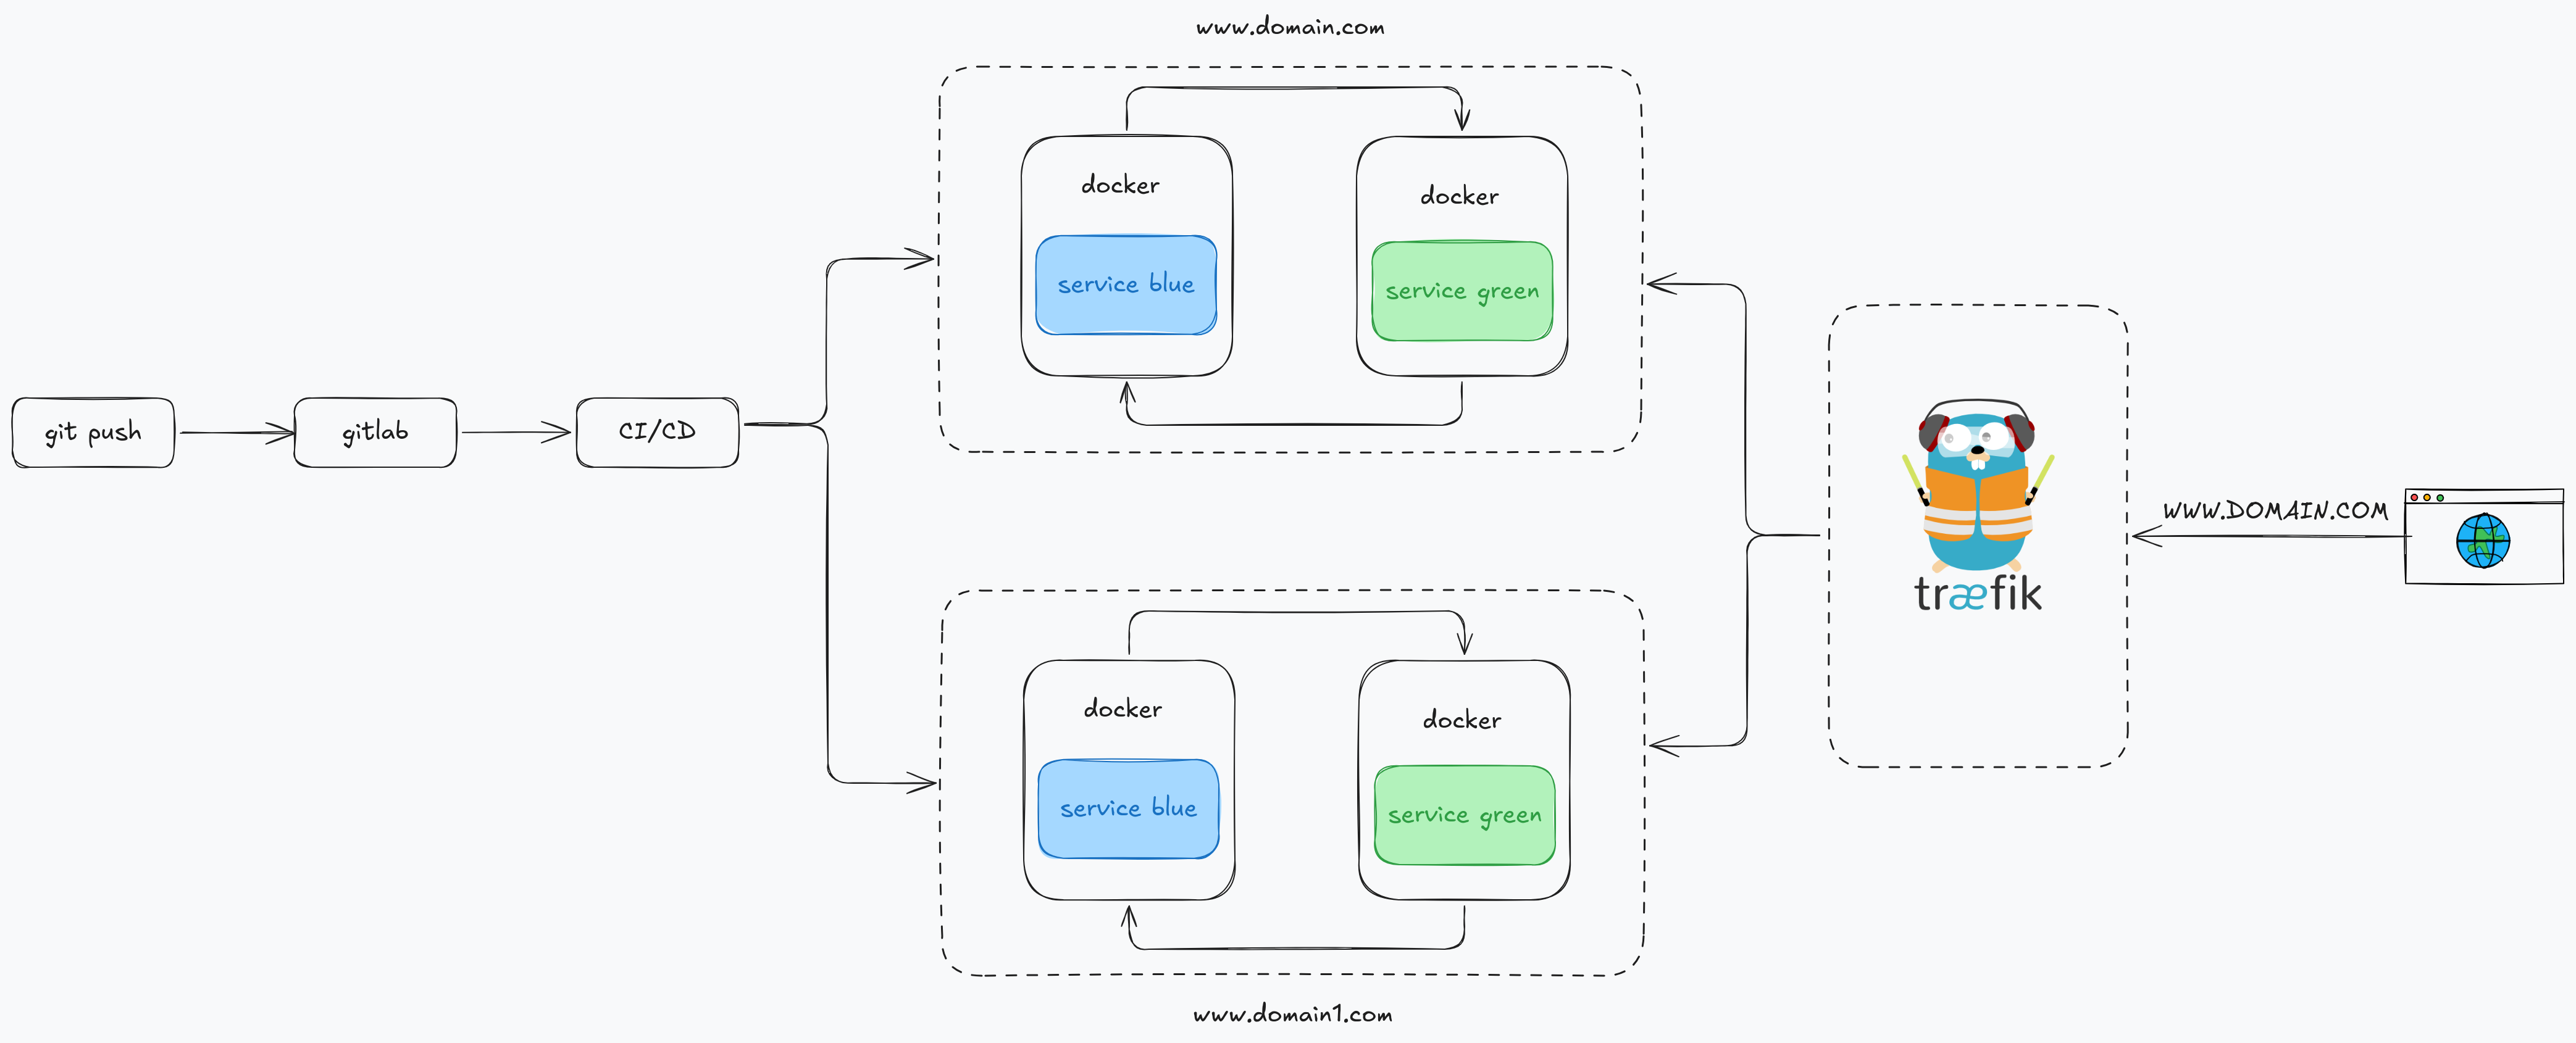 www.domain.com
docker
docker
service blue
service green
git push
gitlab
CI/CD
WWW.DOMAIN.COM
træfik
docker
docker
service blue
service green
www.domain1.com